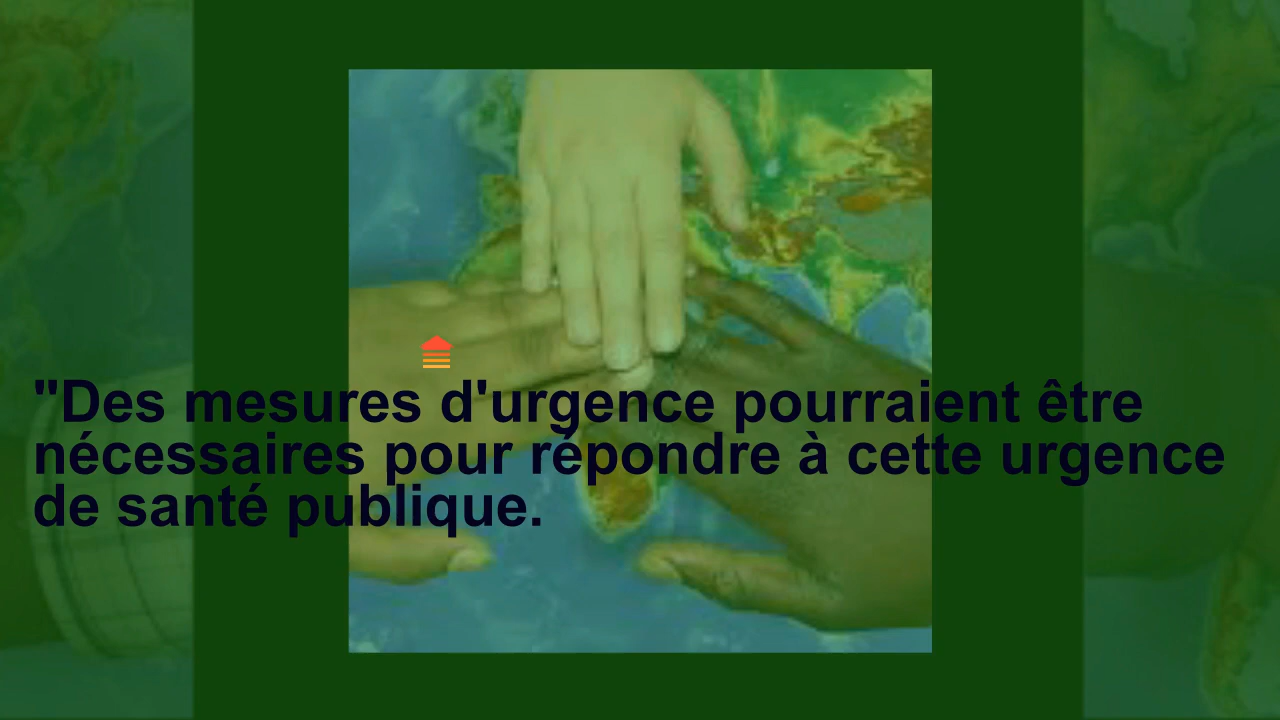 "Des mesures d'urgence pourraient être
nécessaires pour répondre à cette urgence
de santé publique.